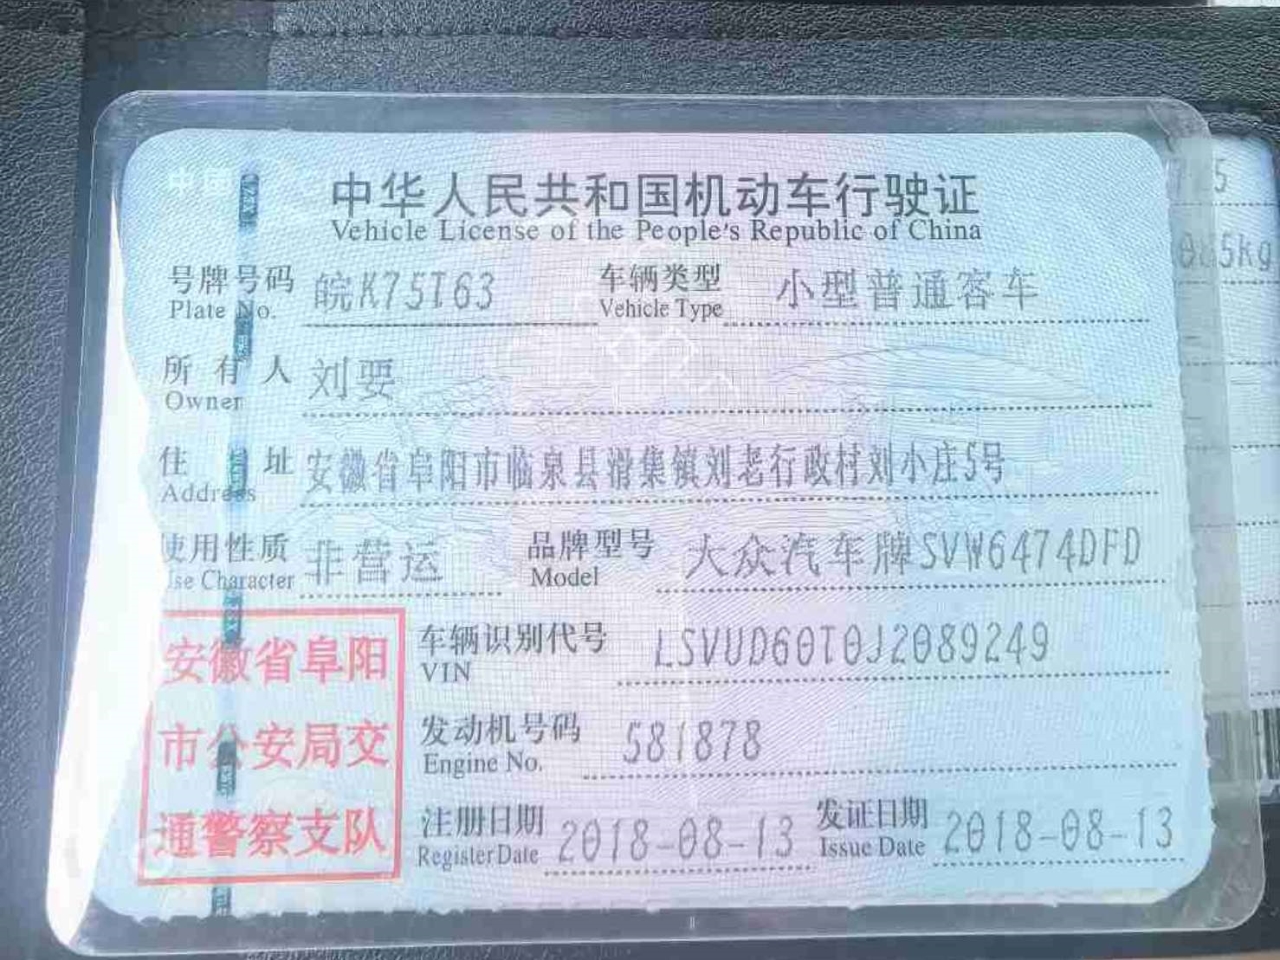 中华人民共和国机动车行驶证
Vehicle License of the People's Republic of China
号牌号码 皖K75T63 车辆类型 小型普通客车
Plate No. Vehicle Type
所有人 刘要
Owner
住址 安徽省阜阳市临泉县滑集镇刘老行政村刘小庄5号
Address
使用性质 非营运 品牌型号 大众汽车牌SVW6474DFD
Use Character Model
安徽省阜阳
市公安局交
通警察支队
车辆识别代号 LSVUD60T0J2089249
VIN
发动机号码 581878
Engine No.
注册日期 2018-08-13 发证日期 2018-08-13
Register Date Issue Date